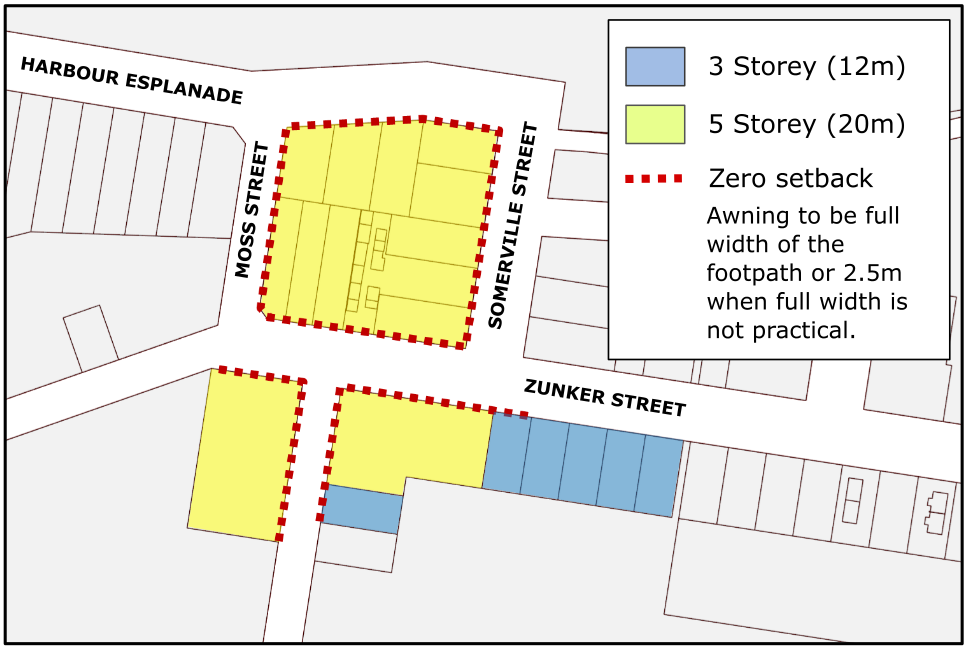 HARBOUR ESPLANADE
MOSS STREET
SOMERVILLE STREET
ZUNKER STREET
3 Storey (12m)
5 Storey (20m)
Zero setback
Awning to be full
width of the
footpath or 2.5m
when full width is
not practical.